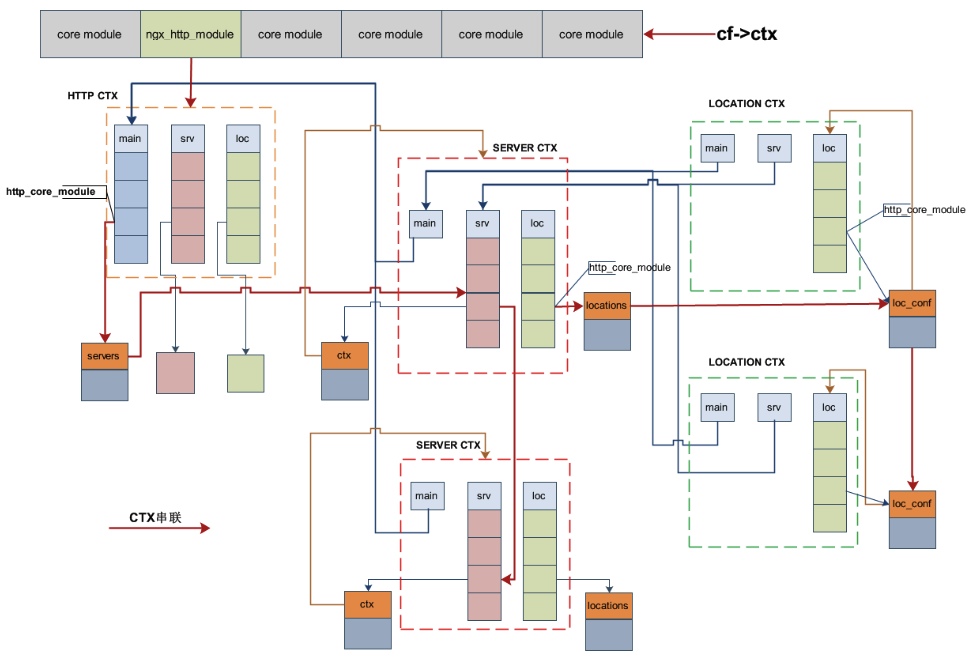 core module
ngx_http_module
core module
core module
core module
core module
cf->ctx
HTTP CTX
main
srv
loc
http_core_module
servers
SERVER CTX
main
srv
loc
http_core_module
ctx
locations
LOCATION CTX
main
srv
loc
http_core_module
loc_conf
LOCATION CTX
main
srv
loc
loc_conf
SERVER CTX
main
srv
loc
ctx
locations
CTX串联